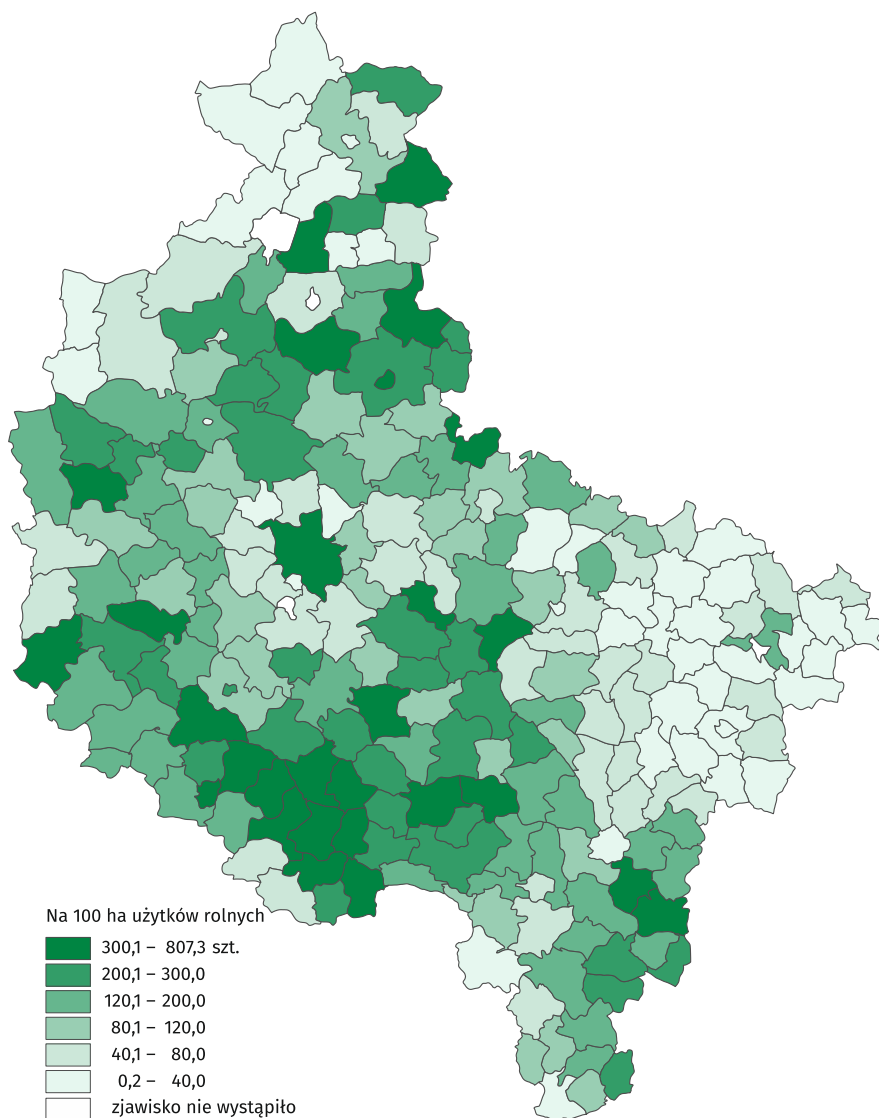 Na 100 ha użytków rolnych
300,1 – 807,3 szt.
200,1 – 300,0
120,1 – 200,0
80,1 – 120,0
40,1 – 80,0
0,2 – 40,0
zjawisko nie wystąpiło